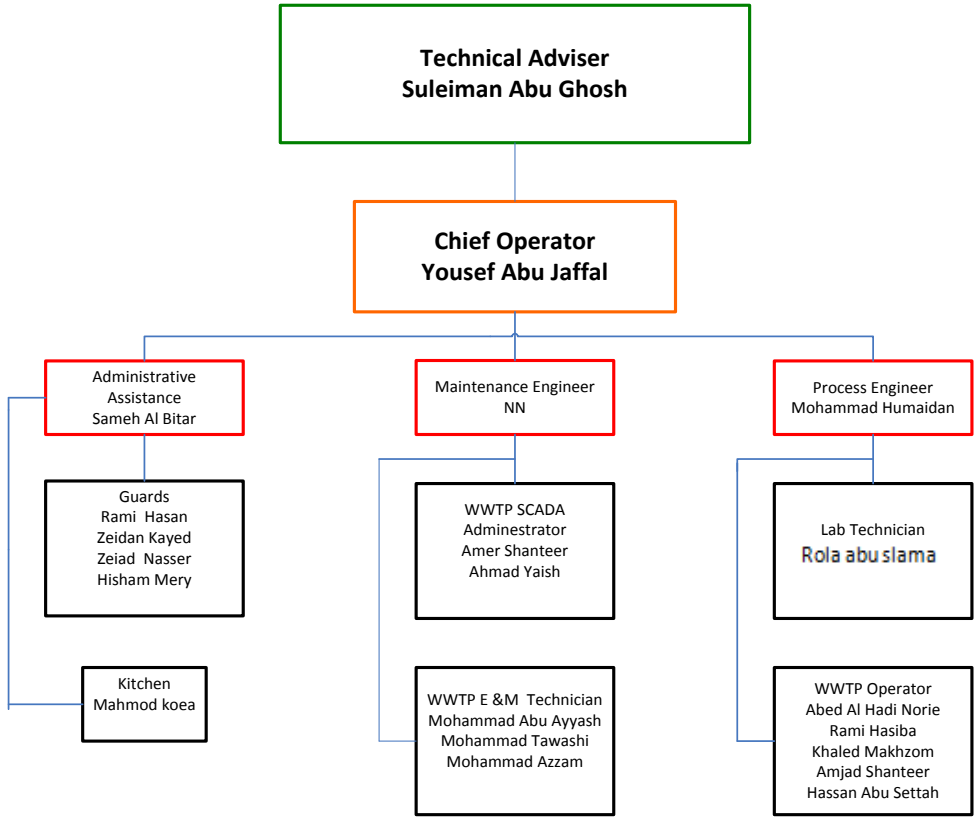 Technical Adviser
Suleiman Abu Ghosh
Chief Operator
Yousef Abu Jaffal
Administrative
Assistance
Sameh Al Bitar
Maintenance Engineer
NN
Process Engineer
Mohammad Humaidan
Guards
Rami Hasan
Zeidan Kayed
Zeiad Nasser
Hisham Mery
WWTP SCADA
Adminestrator
Amer Shanteer
Ahmad Yaish
Lab Technician
Rola abu slama
Kitchen
Mahmod koea
WWTP E &M Technician
Mohammad Abu Ayyash
Mohammad Tawashi
Mohammad Azzam
WWTP Operator
Abed Al Hadi Norie
Rami Hasiba
Khaled Makhzom
Amjad Shanteer
Hassan Abu Settah